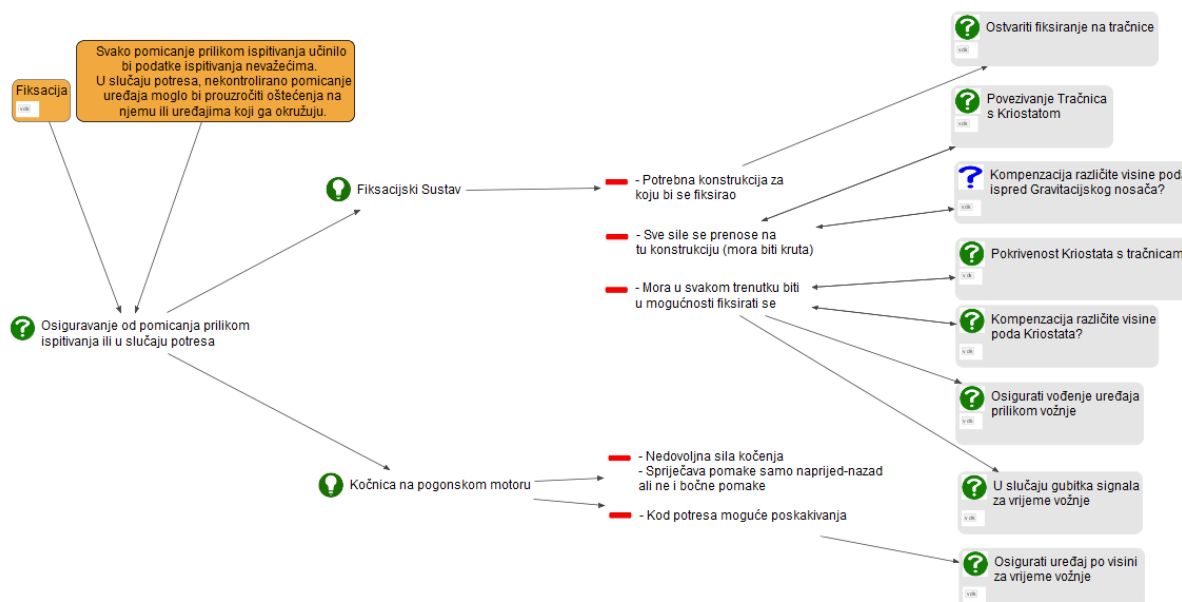 Fiksacija
Svako pomicanje prilikom ispitivanja učinilo
bi podatke ispitivanja nevažećima.
U slučaju potresa, nekontrolirano pomicanje
uređaja moglo bi prouzročiti oštećenja na
njemu ili uređajima koji ga okružuju.
Osiguravanje od pomicanja prilikom
ispitivanja ili u slučaju potresa
Fiksacijski Sustav
Kočnica na pogonskom motoru
- Potrebna konstrukcija za
koju bi se fiksirao
- Sve sile se prenose na
tu konstrukciju (mora biti kruta)
- Mora u svakom trenutku biti
u mogućnosti fiksirati se
- Nedovoljna sila kočenja
- Spriječava pomake samo naprijed-nazad
ali ne i bočne pomake
- Kod potresa moguće poskakivanja
Ostvariti fiksiranje na tračnice
Povezivanje Tračnica
s Kriostatom
Kompenzacija različite visine poda
ispred Gravitacijskog nosača?
Pokrivenost Kriostata s tračnicam
Kompenzacija različite visine
poda Kriostata?
Osigurati vođenje uređaja
prilikom vožnje
U slučaju gubitka signala
za vrijeme vožnje
Osigurati uređaj po visini
za vrijeme vožnje